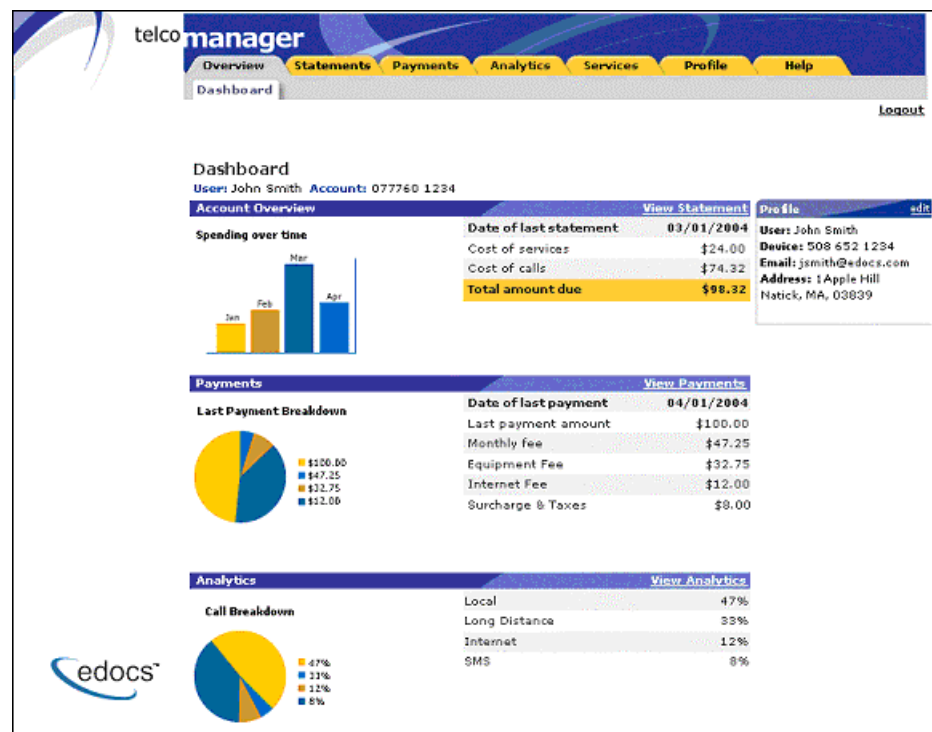 telco manager
Overview Statements Payments Analytics Services Profile Help
Dashboard
Logout
Dashboard
User: John Smith Account: 077760 1234
Account Overview View Statement
Spending over time
Jan
Feb
Mar
Apr
Date of last statement 03/01/2004
Cost of services $24.00
Cost of calls $74.32
Total amount due $98.32
Profile edit
User: John Smith
Device: 508 652 1234
Email: jsmith@edocs.com
Address: 1Apple Hill
Natick, MA, 03839
Payments View Payments
Last Payment Breakdown
$100.00
$47.25
$32.75
$12.00
Date of last payment 04/01/2004
Last payment amount $100.00
Monthly fee $47.25
Equipment Fee $32.75
Internet Fee $12.00
Surcharge & Taxes $8.00
Analytics View Analytics
Call Breakdown
47%
33%
12%
8%
Local 47%
Long Distance 33%
Internet 12%
SMS 8%
edocs™